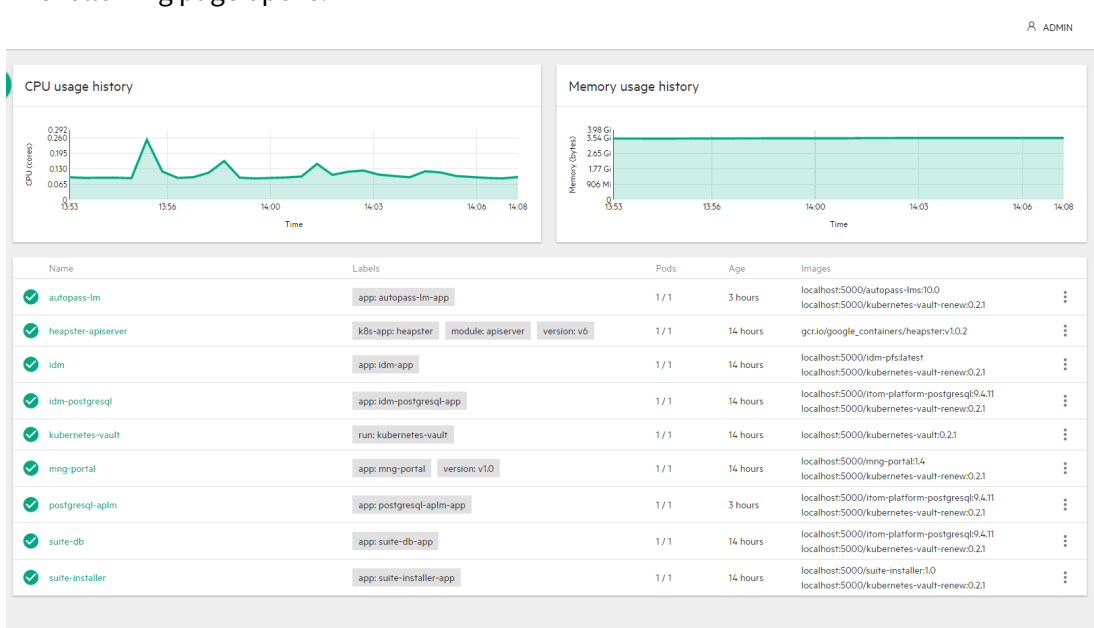 ADMIN
CPU usage history
0.292
0.260
0.195
0.130
0.065
0
CPU (cores)
13:53 13:56 14:00 14:03 14:06 14:08
Time
Memory usage history
3.98 Gi
3.54 Gi
2.65 Gi
1.77 Gi
906 Mi
0
Memory (bytes)
13:53 13:56 14:00 14:03 14:06 14:08
Time
Name Labels Pods Age Images
autopass-lm app: autopass-lm-app 1 / 1 3 hours localhost:5000/autopass-lms:10.0
localhost:5000/kubernetes-vault-renew:0.2.1
heapster-apiserver k8s-app: heapster module: apiserver version: v6 1 / 1 14 hours gcr.io/google_containers/heapster:v1.0.2
idm app: idm-app 1 / 1 14 hours localhost:5000/idm-pfs:latest
localhost:5000/kubernetes-vault-renew:0.2.1
idm-postgresql app: idm-postgresql-app 1 / 1 14 hours localhost:5000/itom-platform-postgresql:9.4.11
localhost:5000/kubernetes-vault-renew:0.2.1
kubernetes-vault run: kubernetes-vault 1 / 1 14 hours localhost:5000/kubernetes-vault:0.2.1
mng-portal app: mng-portal version: v1.0 1 / 1 14 hours localhost:5000/mng-portal:1.4
localhost:5000/kubernetes-vault-renew:0.2.1
postgresql-aplm app: postgresql-aplm-app 1 / 1 3 hours localhost:5000/itom-platform-postgresql:9.4.11
localhost:5000/kubernetes-vault-renew:0.2.1
suite-db app: suite-db-app 1 / 1 14 hours localhost:5000/itom-platform-postgresql:9.4.11
localhost:5000/kubernetes-vault-renew:0.2.1
suite-installer app: suite-installer-app 1 / 1 14 hours localhost:5000/suite-installer:1.0
localhost:5000/kubernetes-vault-renew:0.2.1